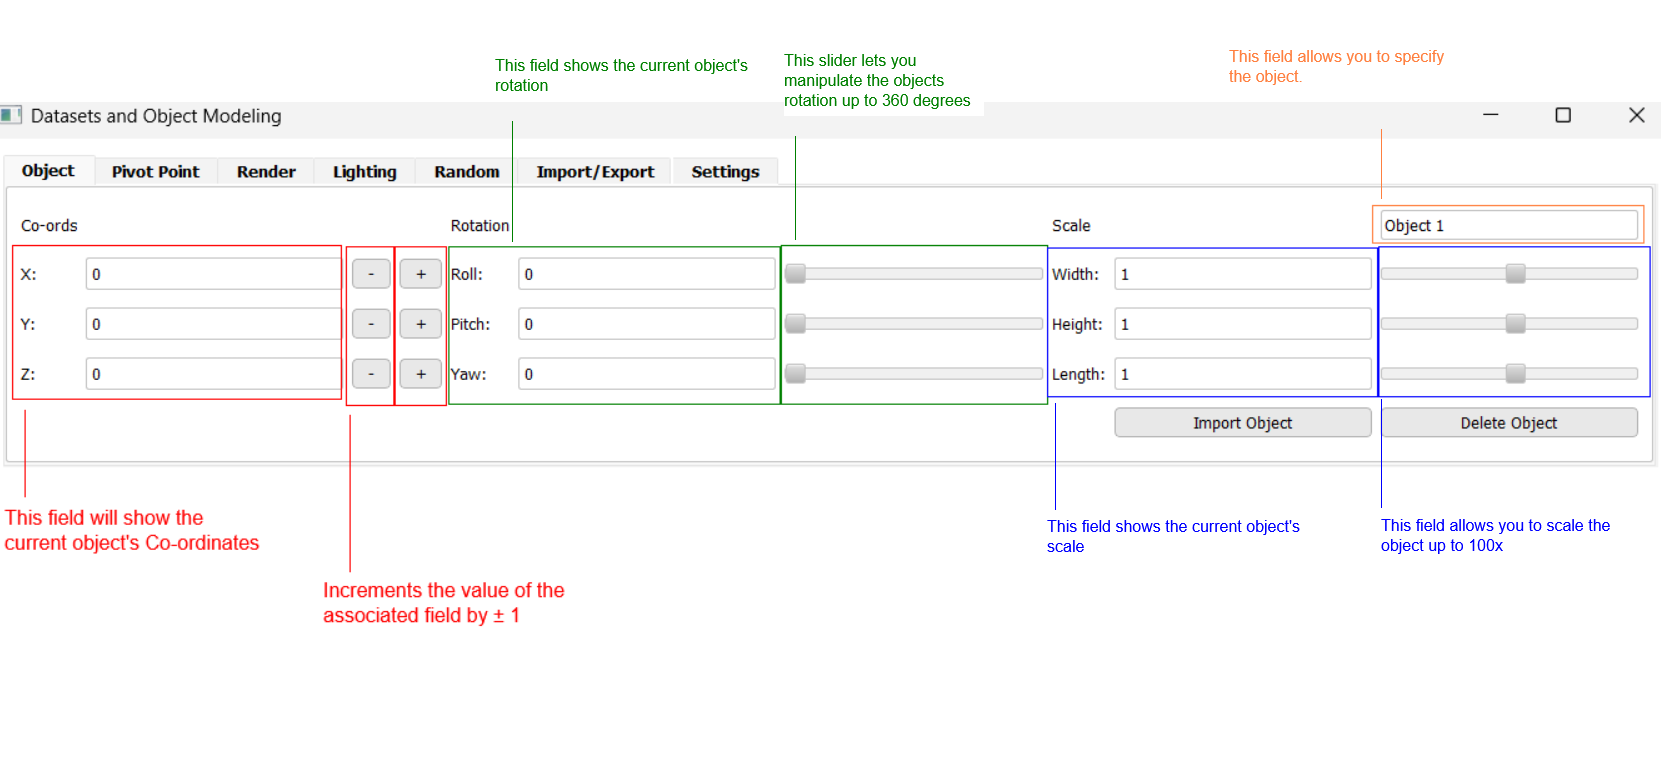 This field shows the current object's
rotation
This slider lets you
manipulate the objects
rotation up to 360 degrees
This field allows you to specify
the object.
Datasets and Object Modeling
Object Pivot Point Render Lighting Random Import/Export Settings
Co-ords Rotation Scale Object 1
X: 0 - + Roll: 0 Width: 1
Y: 0 - + Pitch: 0 Height: 1
Z: 0 - + Yaw: 0 Length: 1
Import Object Delete Object
This field will show the
current object's Co-ordinates
Increments the value of the
associated field by ± 1
This field shows the current object's
scale
This field allows you to scale the
object up to 100x